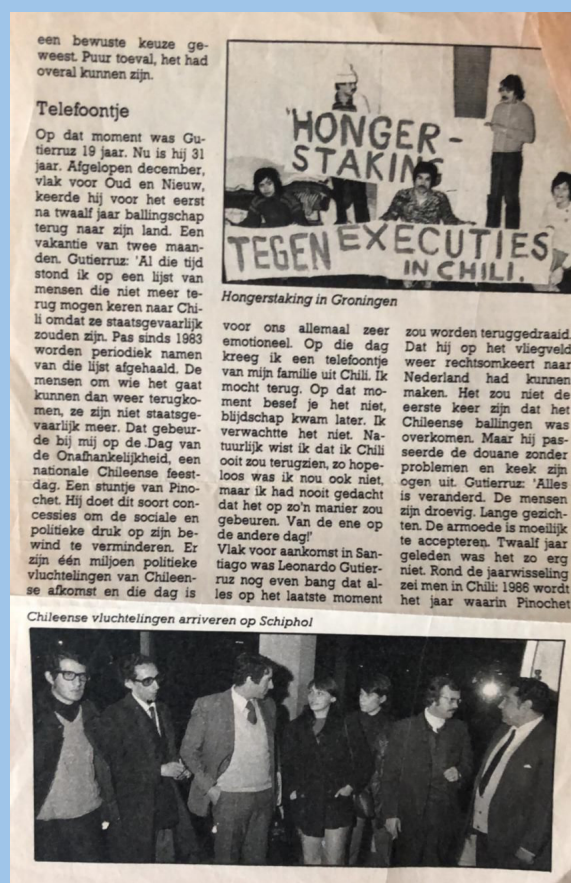 een bewuste keuze ge-
weest. Puur toeval, het had
overal kunnen zijn.
Telefoontje
Op dat moment was Gu-
tierruz 19 jaar. Nu is hij 31
jaar. Afgelopen december,
vlak voor Oud en Nieuw,
keerde hij voor het eerst
na twaalf jaar ballingschap
terug naar zijn land. Een
vakantie van twee maan-
den. Gutierruz: 'Al die tijd
stond ik op een lijst van
mensen die niet meer te-
rug mogen keren naar Chi-
li omdat ze staatsgevaarlijk
zouden zijn. Pas sinds 1983
worden periodiek namen
van die lijst afgehaald. De
mensen om wie het gaat
kunnen dan weer terugko-
men, ze zijn niet staatsge-
vaarlijk meer. Dat gebeur-
de bij mij op de Dag van
de Onafhankelijkheid, een
nationale Chileense feest-
dag. Een stuntje van Pino-
chet. Hij doet dit soort con-
cessies om de sociale en
politieke druk op zijn be-
wind te verminderen. Er
zijn één miljoen politieke
vluchtelingen van Chileen-
se afkomst en die dag is
'HONGER-
STAKING
TEGEN EXECUTIES
IN CHILI.
Hongerstaking in Groningen
voor ons allemaal zeer
emotioneel. Op die dag
kreeg ik een telefoontje
van mijn familie uit Chili. Ik
mocht terug. Op dat mo-
ment besef je het niet,
blijdschap kwam later. Ik
verwachtte het niet. Na-
tuurlijk wist ik dat ik Chili
ooit zou terugzien, zo hope-
loos was ik nou ook niet,
maar ik had nooit gedacht
dat het op zo'n manier zou
gebeuren. Van de ene op
de andere dag!'
Vlak voor aankomst in San-
tiago was Leonardo Gutier-
ruz nog even bang dat al-
les op het laatste moment
zou worden teruggedraaid.
Dat hij op het vliegveld
weer rechtsomkeert naar
Nederland had kunnen
maken. Het zou niet de
eerste keer zijn dat het
Chileense ballingen was
overkomen. Maar hij pas-
seerde de douane zonder
problemen en keek zijn
ogen uit. Gutierruz: 'Alles
is veranderd. De mensen
zijn droevig. Lange gezich-
ten. De armoede is moeilijk
te accepteren. Twaalf jaar
geleden was het zo erg
niet. Rond de jaarwisseling
zei men in Chili: 1986 wordt
het jaar waarin Pinochet
Chileense vluchtelingen arriveren op Schiphol